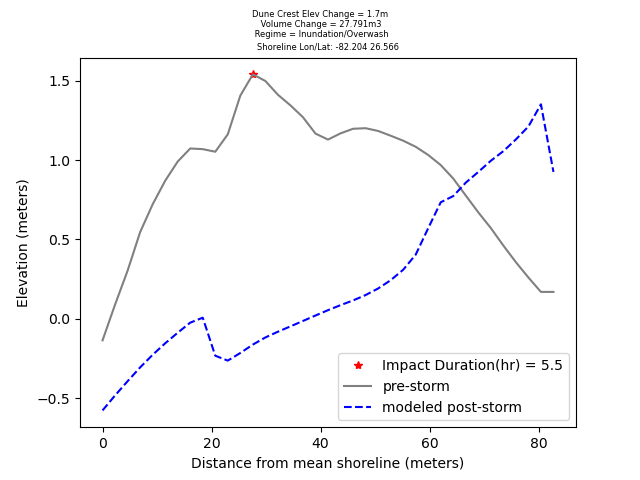 Dune Crest Elev Change = 1.7m
Volume Change = 27.791m3
Regime = Inundation/Overwash
Shoreline Lon/Lat: -82.204 26.566
1.5
1.0
0.5
0.0
−0.5
Elevation (meters)
Impact Duration(hr) = 5.5
pre-storm
modeled post-storm
0 20 40 60 80
Distance from mean shoreline (meters)